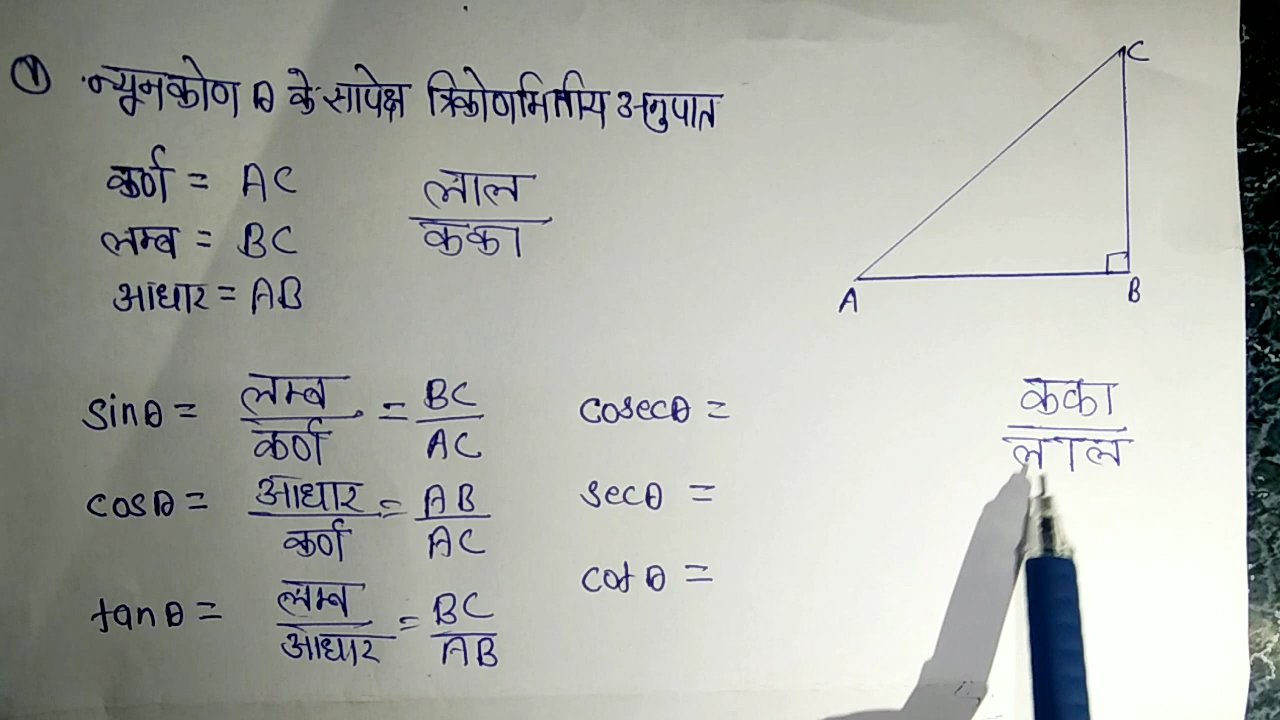 ① न्यूनकोण θ के सापेक्ष त्रिकोणमितीय अनुपात
कर्ण = AC
लम्ब = BC
आधार = AB
लाल
कका
C
A
B
sinθ = लम्ब / कर्ण = BC / AC
cosθ = आधार / कर्ण = AB / AC
tanθ = लम्ब / आधार = BC / AB
cosecθ =
secθ =
cotθ =
कका
लाल